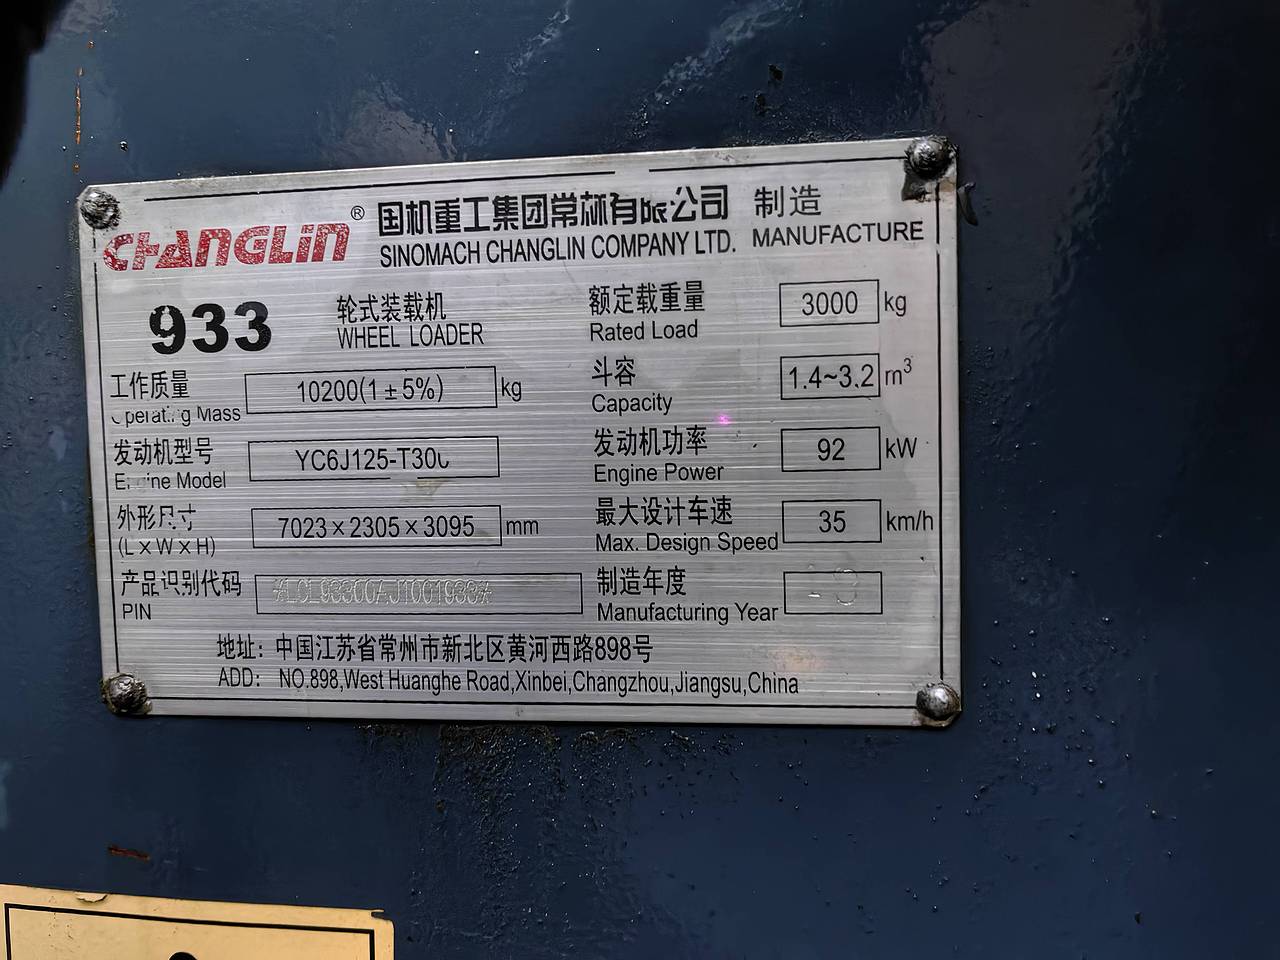 CHANGLIN ® 国机重工集团常林有限公司 制造
SINOMACH CHANGLIN COMPANY LTD. MANUFACTURE
933 轮式装载机
WHEEL LOADER
额定载重量 3000 kg
Rated Load
工作质量 10200(1±5%) kg
Operating Mass
斗容 1.4~3.2 m³
Capacity
发动机型号 YC6J125-T30
Engine Model
发动机功率 92 kW
Engine Power
外形尺寸 7023×2305×3095 mm
(L×W×H)
最大设计车速 35 km/h
Max. Design Speed
产品识别代码
PIN
制造年度
Manufacturing Year
地址: 中国江苏省常州市新北区黄河西路898号
ADD: NO.898,West Huanghe Road,Xinbei,Changzhou,Jiangsu,China